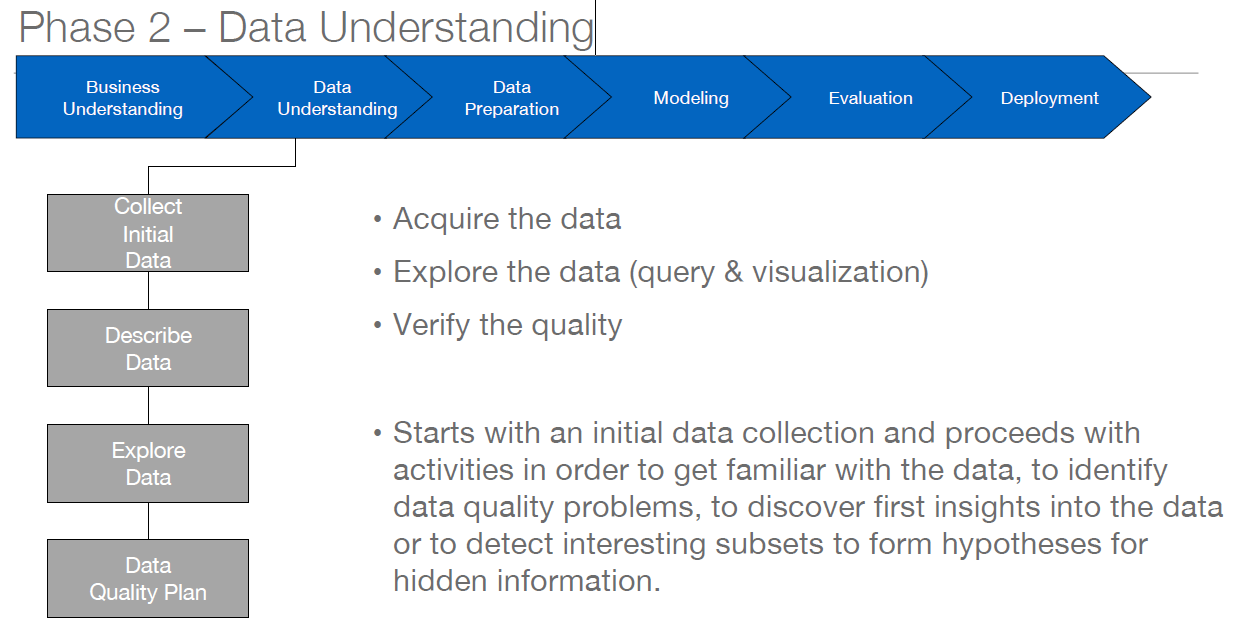 Phase 2 – Data Understanding
Business
Understanding
Data
Understanding
Data
Preparation
Modeling
Evaluation
Deployment
Collect
Initial
Data
Describe
Data
Explore
Data
Data
Quality Plan
• Acquire the data
• Explore the data (query & visualization)
• Verify the quality
• Starts with an initial data collection and proceeds with
activities in order to get familiar with the data, to identify
data quality problems, to discover first insights into the data
or to detect interesting subsets to form hypotheses for
hidden information.